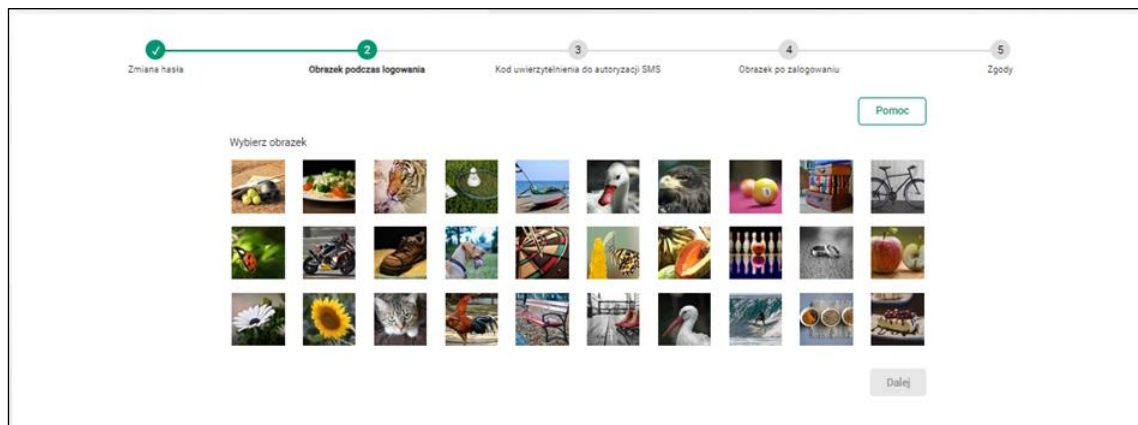 ✓ 2 3 4 5
Zmiana hasła Obrazek podczas logowania Kod uwierzytelnienia do autoryzacji SMS Obrazek po zalogowaniu Zgody
Pomoc
Wybierz obrazek
Dalej